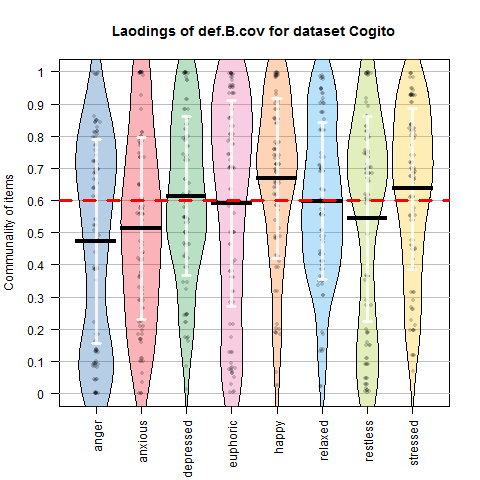 Laodings of def.B.cov for dataset Cogito
Communality of items
1
0.9
0.8
0.7
0.6
0.5
0.4
0.3
0.2
0.1
0
anger
anxious
depressed
euphoric
happy
relaxed
restless
stressed